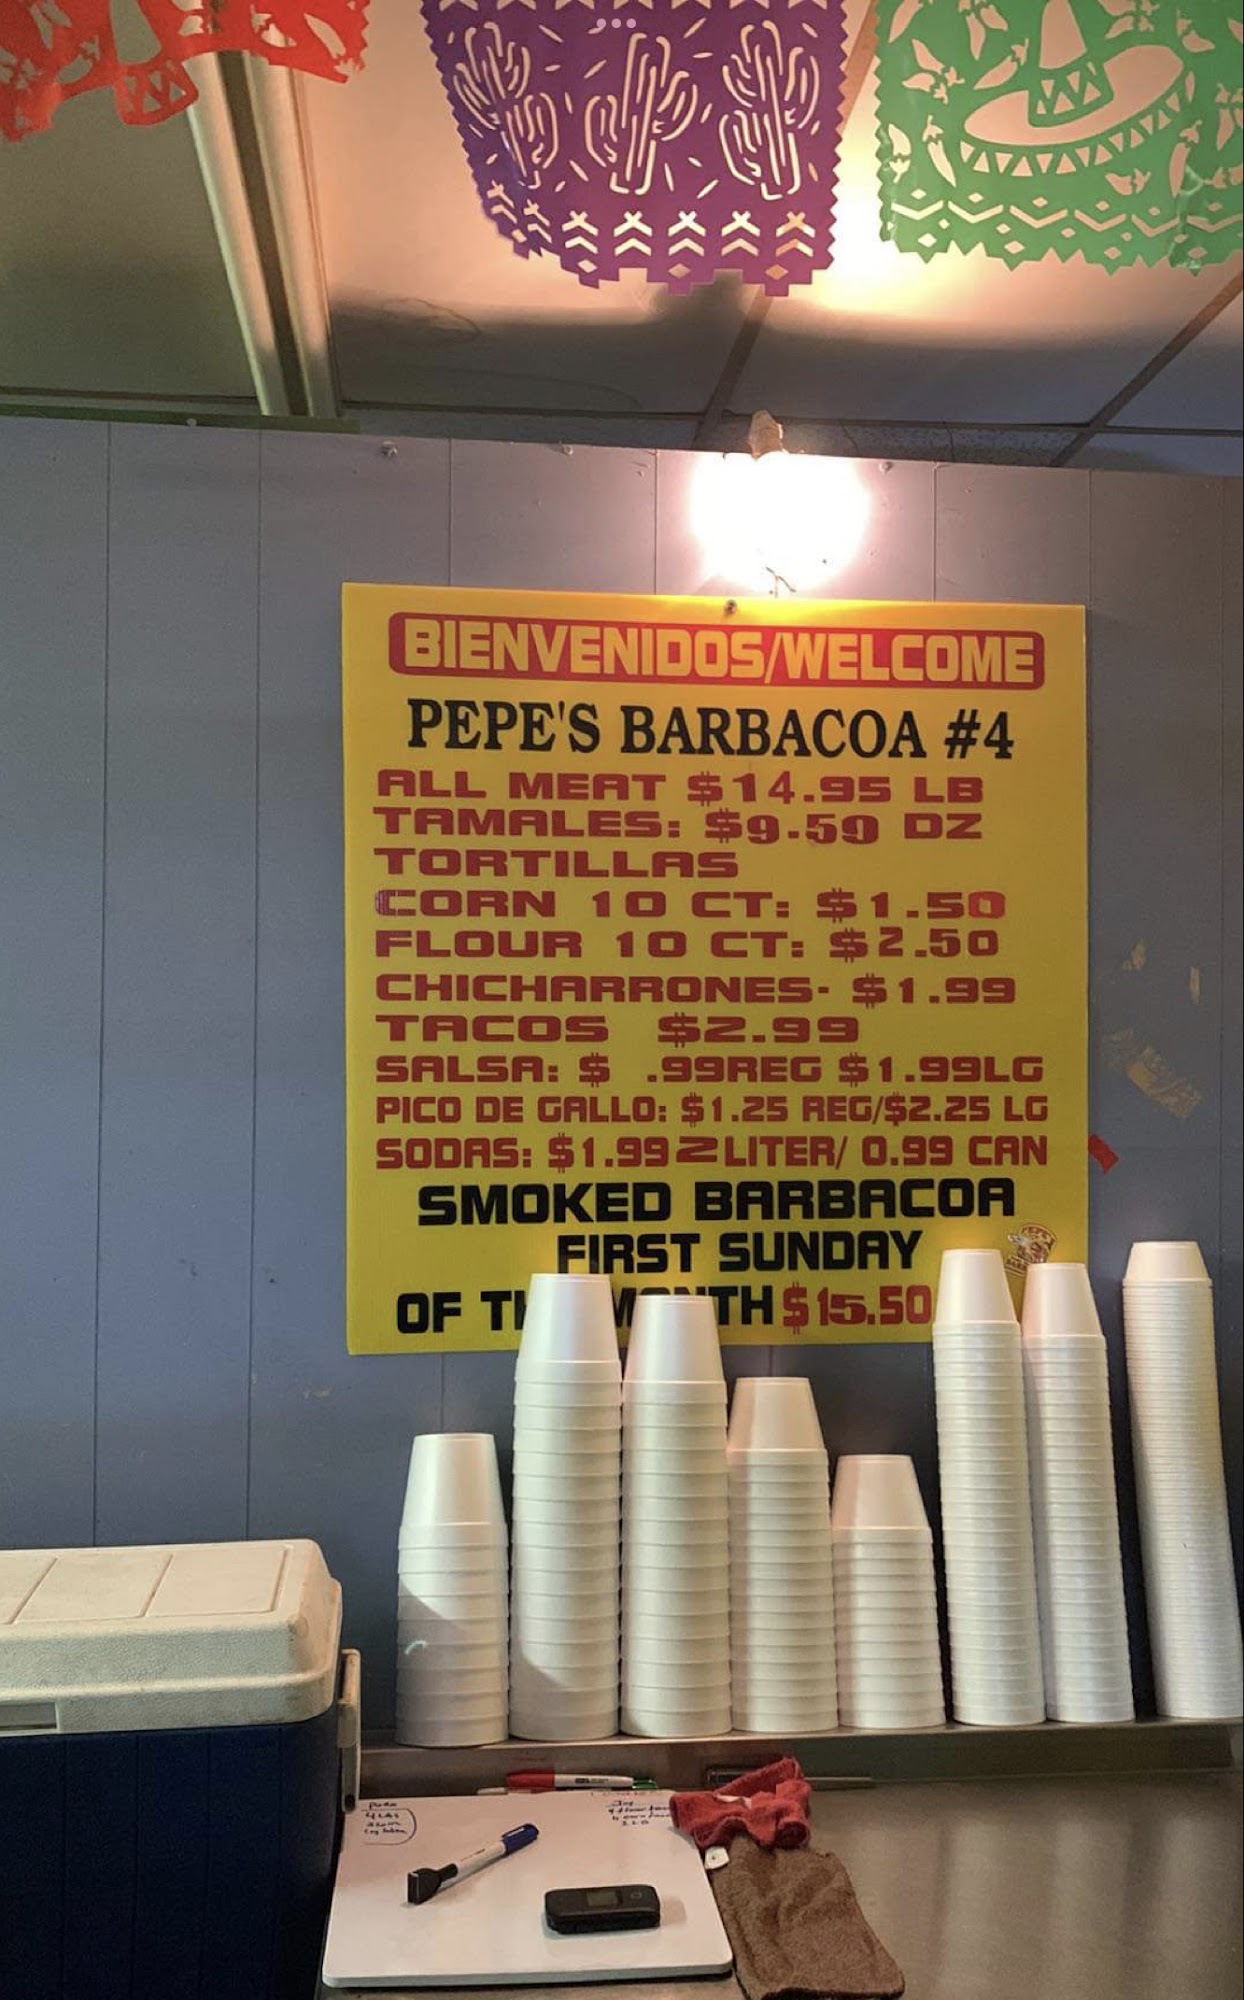 BIENVENIDOS/WELCOME
PEPE'S BARBACOA #4
ALL MEAT $14.95 LB
TAMALES: $9.50 DZ
TORTILLAS
CORN 10 CT: $1.50
FLOUR 10 CT: $2.50
CHICHARRONES- $1.99
TACOS $2.99
SALSA: $ .99REG $1.99LG
PICO DE GALLO: $1.25 REG/$2.25 LG
SODAS: $1.99 2 LITER/ 0.99 CAN
SMOKED BARBACOA
FIRST SUNDAY
OF TH MONTH $15.50